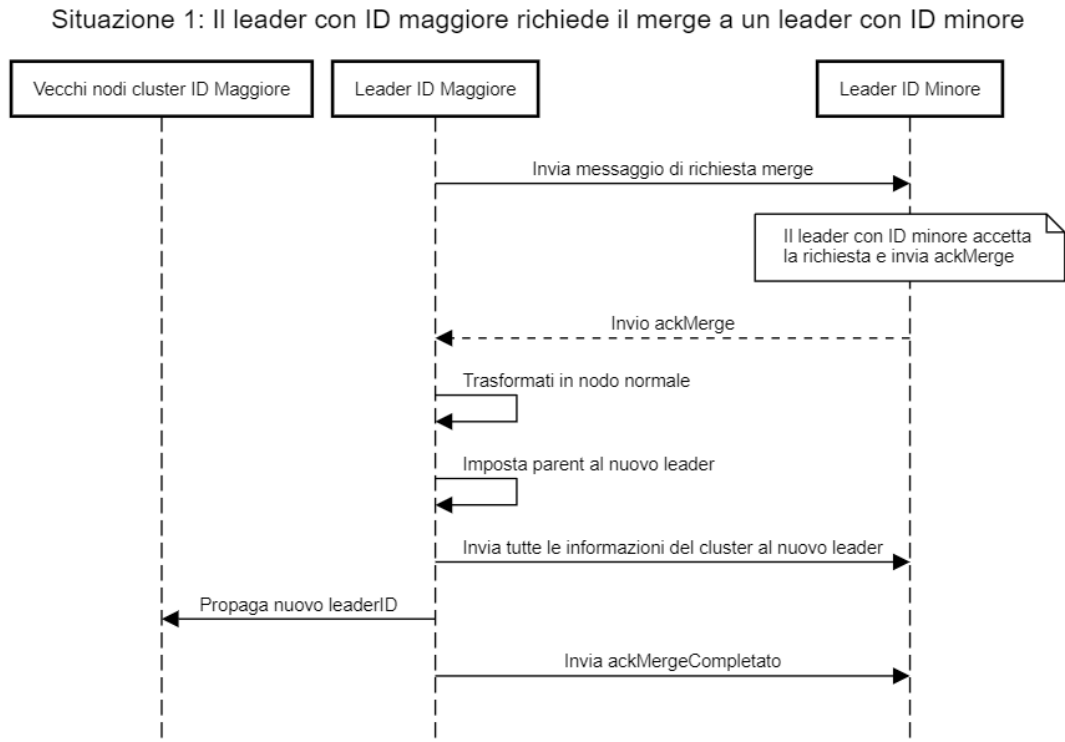 Situazione 1: Il leader con ID maggiore richiede il merge a un leader con ID minore
Vecchi nodi cluster ID Maggiore
Leader ID Maggiore
Leader ID Minore
Invia messaggio di richiesta merge
Il leader con ID minore accetta
la richiesta e invia ackMerge
Invio ackMerge
Trasformati in nodo normale
Imposta parent al nuovo leader
Invia tutte le informazioni del cluster al nuovo leader
Propaga nuovo leaderID
Invia ackMergeCompletato